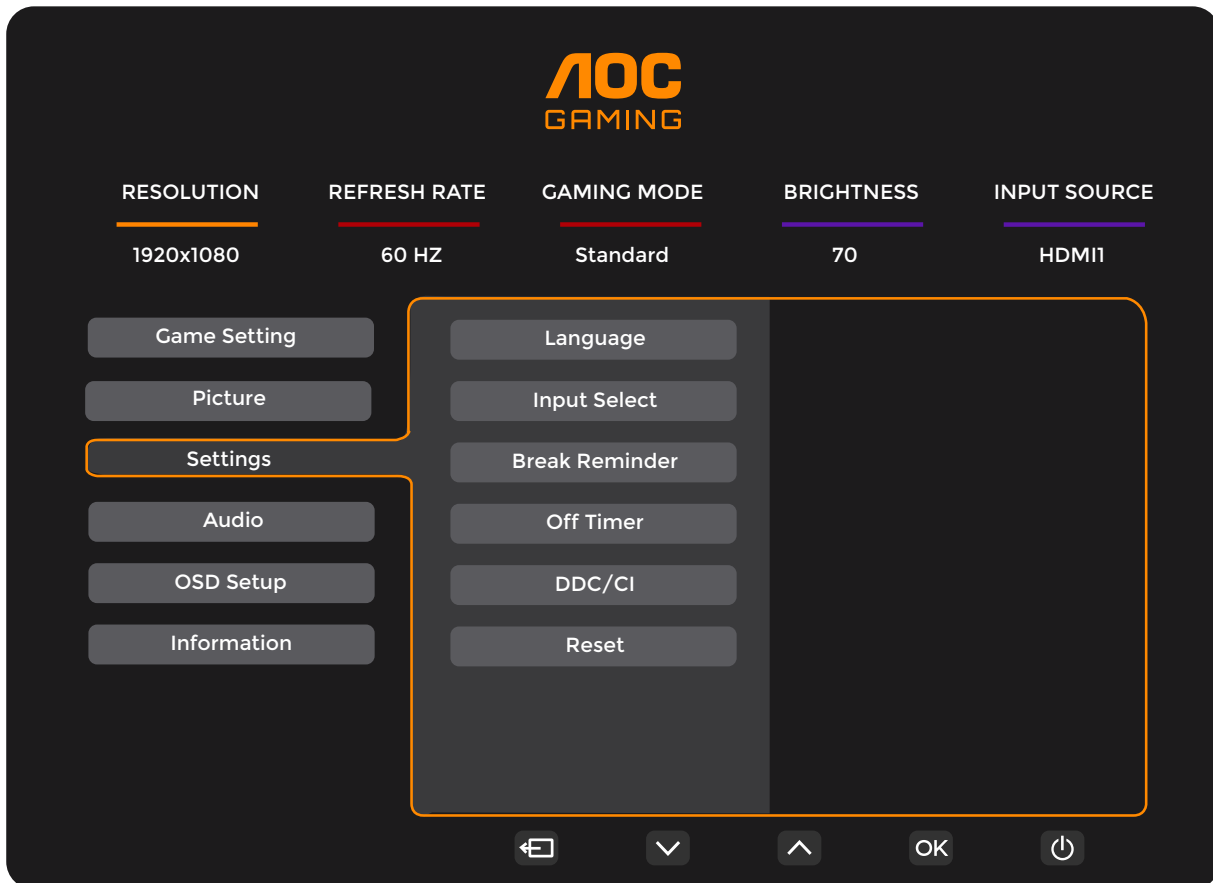 AOC
GAMING
RESOLUTION REFRESH RATE GAMING MODE BRIGHTNESS INPUT SOURCE
1920x1080 60 HZ Standard 70 HDMI1
Game Setting Language
Picture Input Select
Settings Break Reminder
Audio Off Timer
OSD Setup DDC/CI
Information Reset
OK